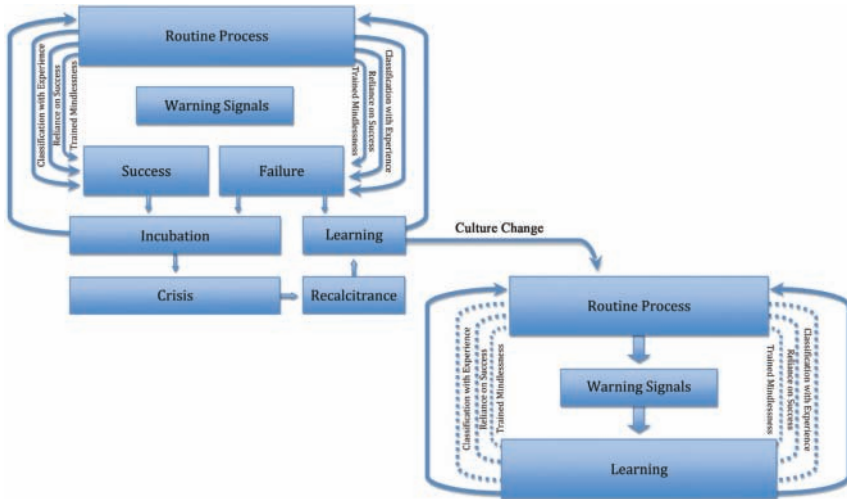 Routine Process
Classification with Experience
Reliance on Success
Trained Mindlessness
Trained Mindlessness
Reliance on Success
Classification with Experience
Warning Signals
Success
Failure
Incubation
Learning
Culture Change
Crisis
Recalcitrance
Routine Process
Classification with Experience
Reliance on Success
Trained Mindlessness
Trained Mindlessness
Reliance on Success
Classification with Experience
Warning Signals
Learning